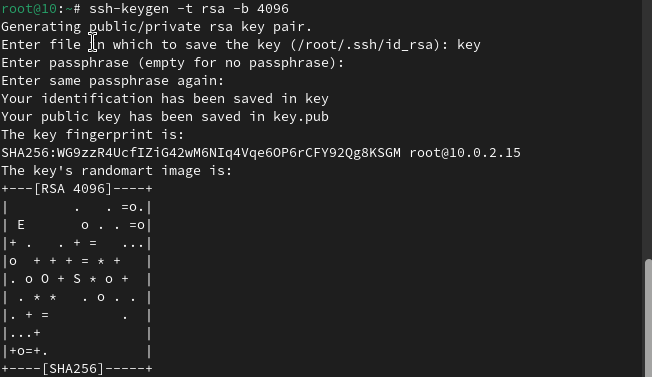 root@10:~# ssh-keygen -t rsa -b 4096
Generating public/private rsa key pair.
Enter file in which to save the key (/root/.ssh/id_rsa): key
Enter passphrase (empty for no passphrase):
Enter same passphrase again:
Your identification has been saved in key
Your public key has been saved in key.pub
The key fingerprint is:
SHA256:WG9zzR4UcfIZiG42wM6NIq4Vqe6OP6rCFY92Qg8KSGM root@10.0.2.15
The key's randomart image is:
+---[RSA 4096]----+
|        .   . =o.|
| E       o . . =o|
|+ .   . + =   ...|
|o  + + + = * +   |
|. o O + S * o +  |
| . * *   . o . . |
|. + =         .  |
|...+             |
|+o=+.            |
+----[SHA256]-----+